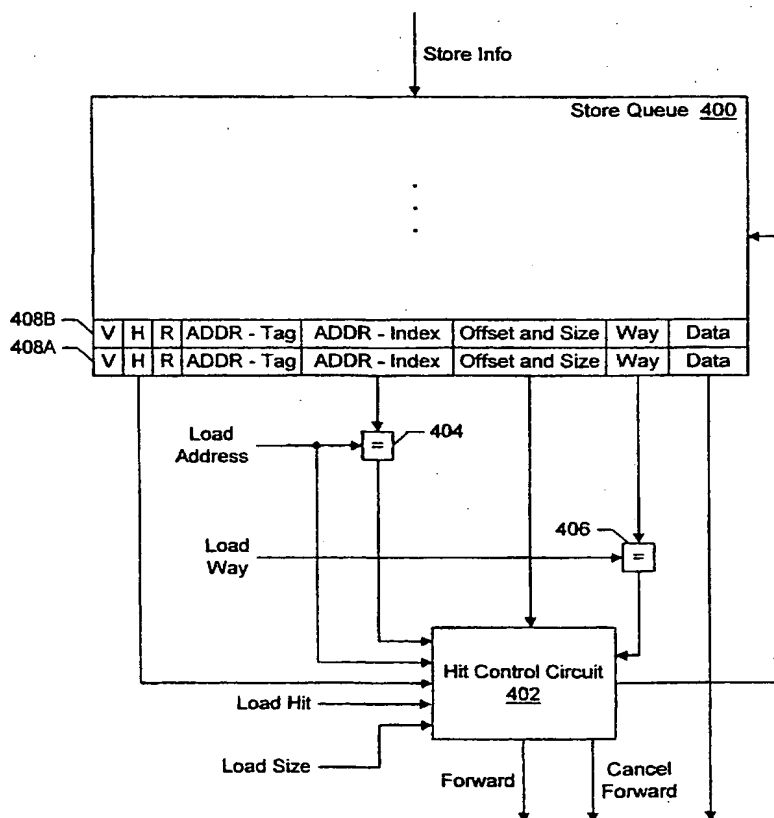 Store Info
Store Queue 400
408B
V H R ADDR - Tag ADDR - Index Offset and Size Way Data
408A
V H R ADDR - Tag ADDR - Index Offset and Size Way Data
Load
Address
=
404
Load
Way
406
=
Hit Control Circuit
402
Load Hit
Load Size
Forward
Cancel
Forward